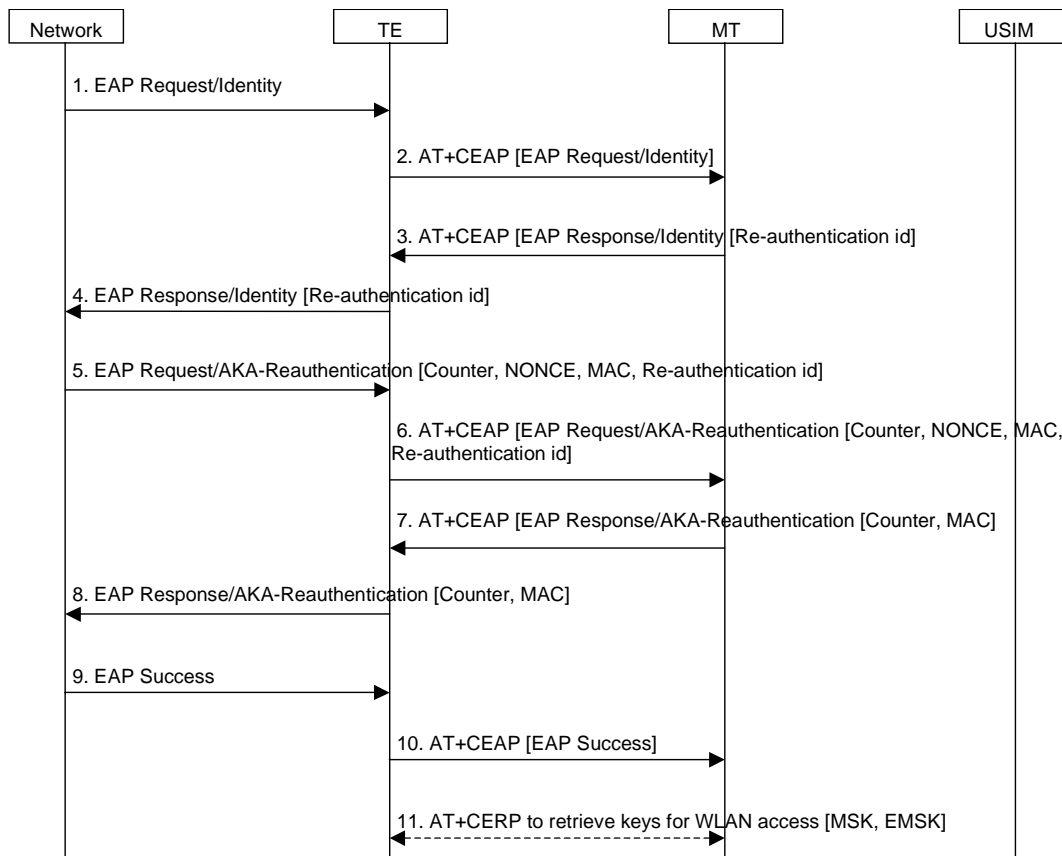 Network
TE
MT
USIM
1. EAP Request/Identity
2. AT+CEAP [EAP Request/Identity]
3. AT+CEAP [EAP Response/Identity [Re-authentication id]
4. EAP Response/Identity [Re-authentication id]
5. EAP Request/AKA-Reauthentication [Counter, NONCE, MAC, Re-authentication id]
6. AT+CEAP [EAP Request/AKA-Reauthentication [Counter, NONCE, MAC,
Re-authentication id]
7. AT+CEAP [EAP Response/AKA-Reauthentication [Counter, MAC]
8. EAP Response/AKA-Reauthentication [Counter, MAC]
9. EAP Success
10. AT+CEAP [EAP Success]
11. AT+CERP to retrieve keys for WLAN access [MSK, EMSK]